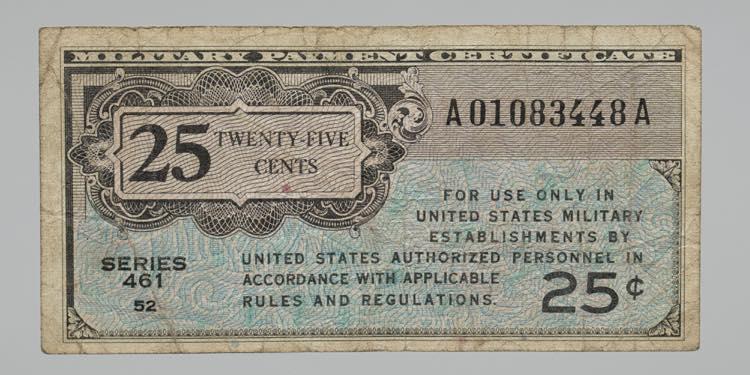 MILITARY PAYMENT CERTIFICATE
A01083448A
25 TWENTY-FIVE
CENTS
FOR USE ONLY IN
UNITED STATES MILITARY
ESTABLISHMENTS BY
UNITED STATES AUTHORIZED PERSONNEL IN
ACCORDANCE WITH APPLICABLE
RULES AND REGULATIONS.
SERIES
461
52
25¢